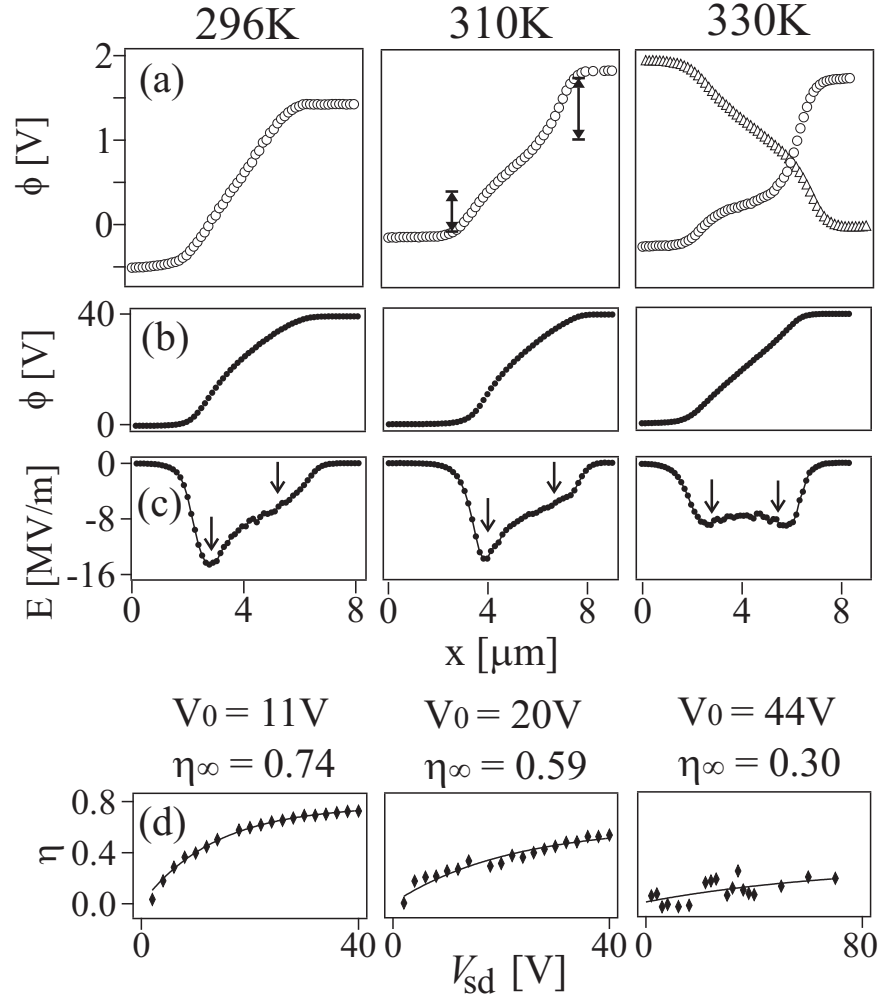 296K 310K 330K
(a)
ϕ [V]
2
1
0
(b)
ϕ [V]
40
0
(c)
E [MV/m]
0
-8
-16
0 4 8 0 4 8 0 4 8
x [μm]
V0 = 11V V0 = 20V V0 = 44V
η∞ = 0.74 η∞ = 0.59 η∞ = 0.30
(d)
η
0.8
0.4
0.0
0 40 0 40 0 80
Vsd [V]